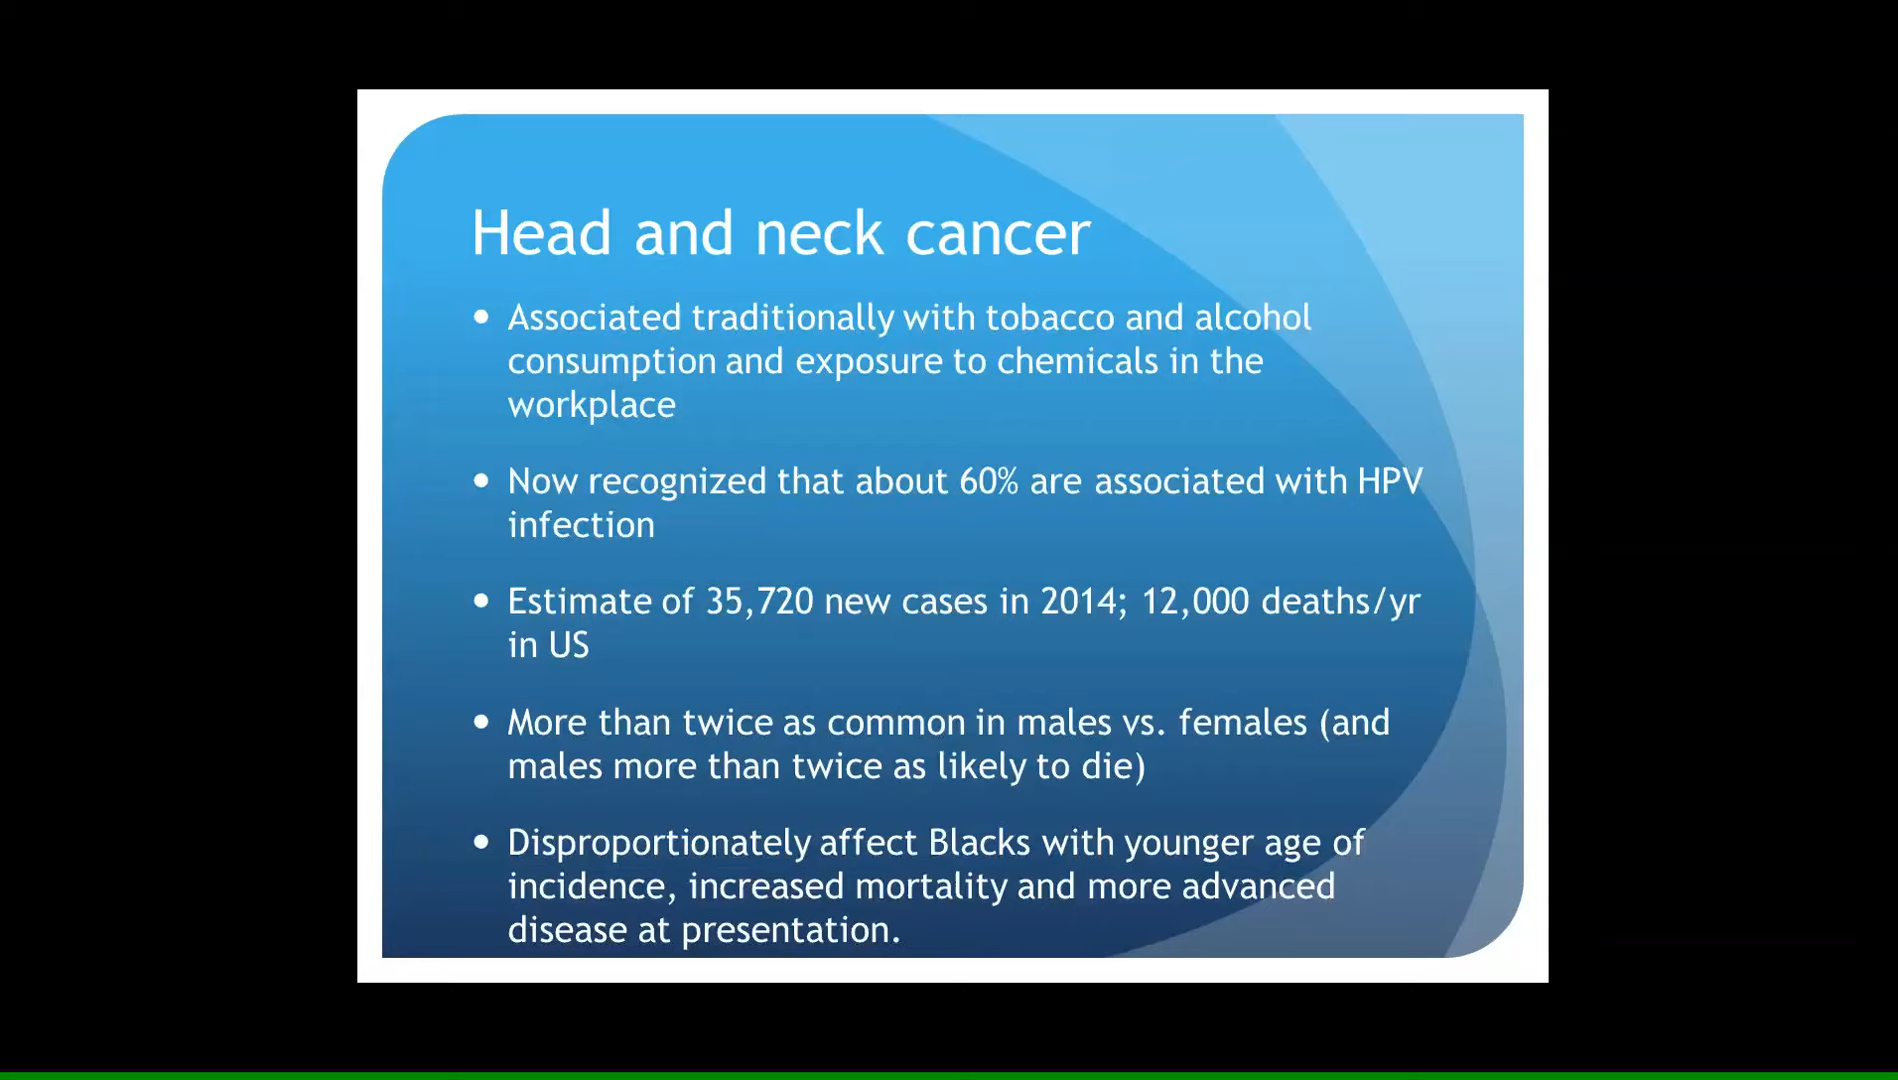 Head and neck cancer
• Associated traditionally with tobacco and alcohol
consumption and exposure to chemicals in the
workplace
• Now recognized that about 60% are associated with HPV
infection
• Estimate of 35,720 new cases in 2014; 12,000 deaths/yr
in US
• More than twice as common in males vs. females (and
males more than twice as likely to die)
• Disproportionately affect Blacks with younger age of
incidence, increased mortality and more advanced
disease at presentation.